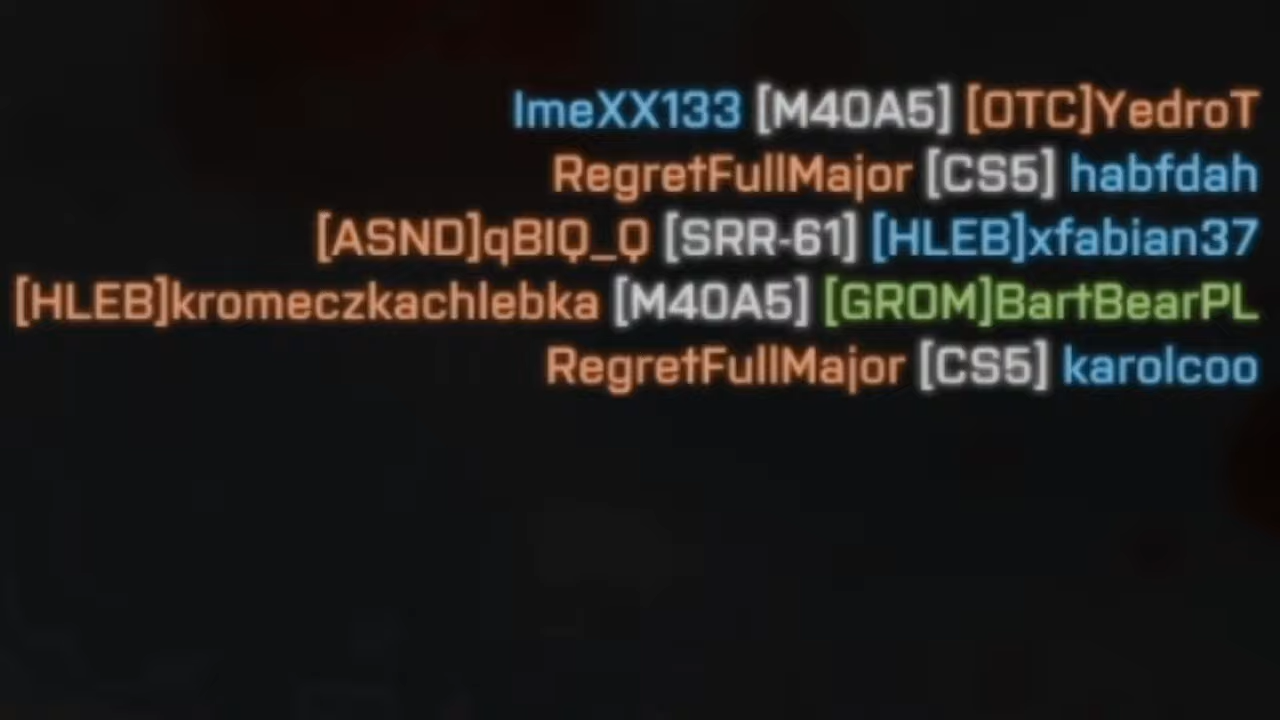 ImeXX133 [M40A5] [OTC]YedroT
RegretFullMajor [CS5] habfdah
[ASND]qBIQ_Q [SRR-61] [HLEB]xfabian37
[HLEB]kromeczkachlebka [M40A5] [GROM]BartBearPL
RegretFullMajor [CS5] karolcoo